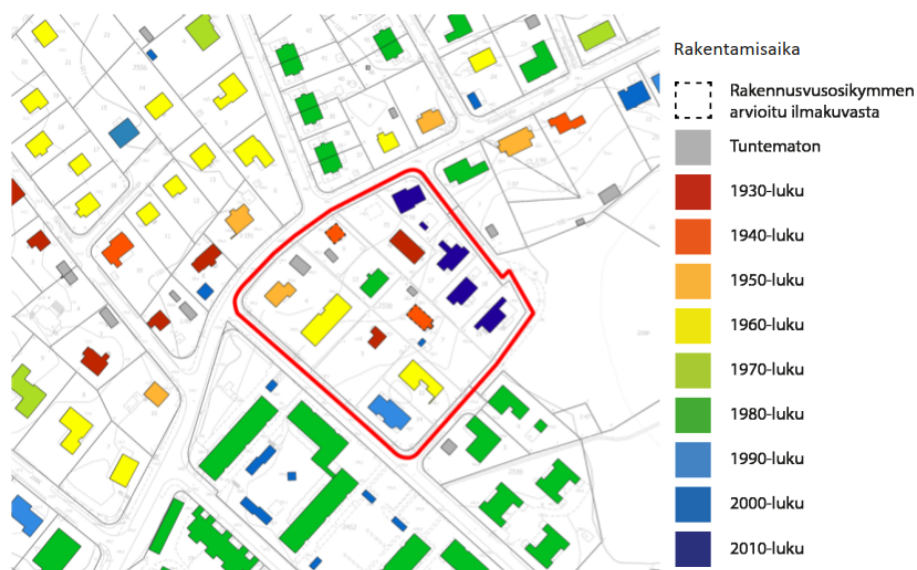 Rakentamisaika
Rakennusvusosikymmen
arvioitu ilmakuvasta
Tuntematon
1930-luku
1940-luku
1950-luku
1960-luku
1970-luku
1980-luku
1990-luku
2000-luku
2010-luku